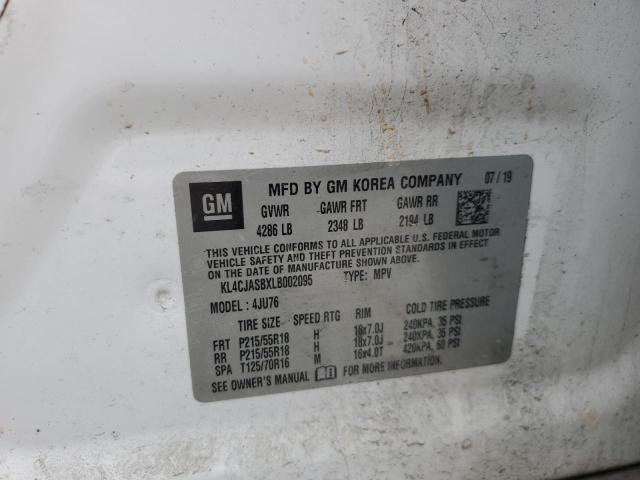 GM
MFD BY GM KOREA COMPANY 07/19
GVWR GAWR FRT GAWR RR
4286 LB 2348 LB 2194 LB
THIS VEHICLE CONFORMS TO ALL APPLICABLE U.S. FEDERAL MOTOR
VEHICLE SAFETY AND THEFT PREVENTION STANDARDS IN EFFECT
ON THE DATE OF MANUFACTURE SHOWN ABOVE.
KL4CJASBXLB002095 TYPE: MPV
MODEL: 4JU76
TIRE SIZE SPEED RTG RIM COLD TIRE PRESSURE
FRT P215/55R18 H 18x7.0J 240KPA, 35 PSI
RR P215/55R18 H 18x7.0J 240KPA, 35 PSI
SPA T125/70R16 M 16x4.0T 420KPA, 60 PSI
SEE OWNER'S MANUAL FOR MORE INFORMATION.